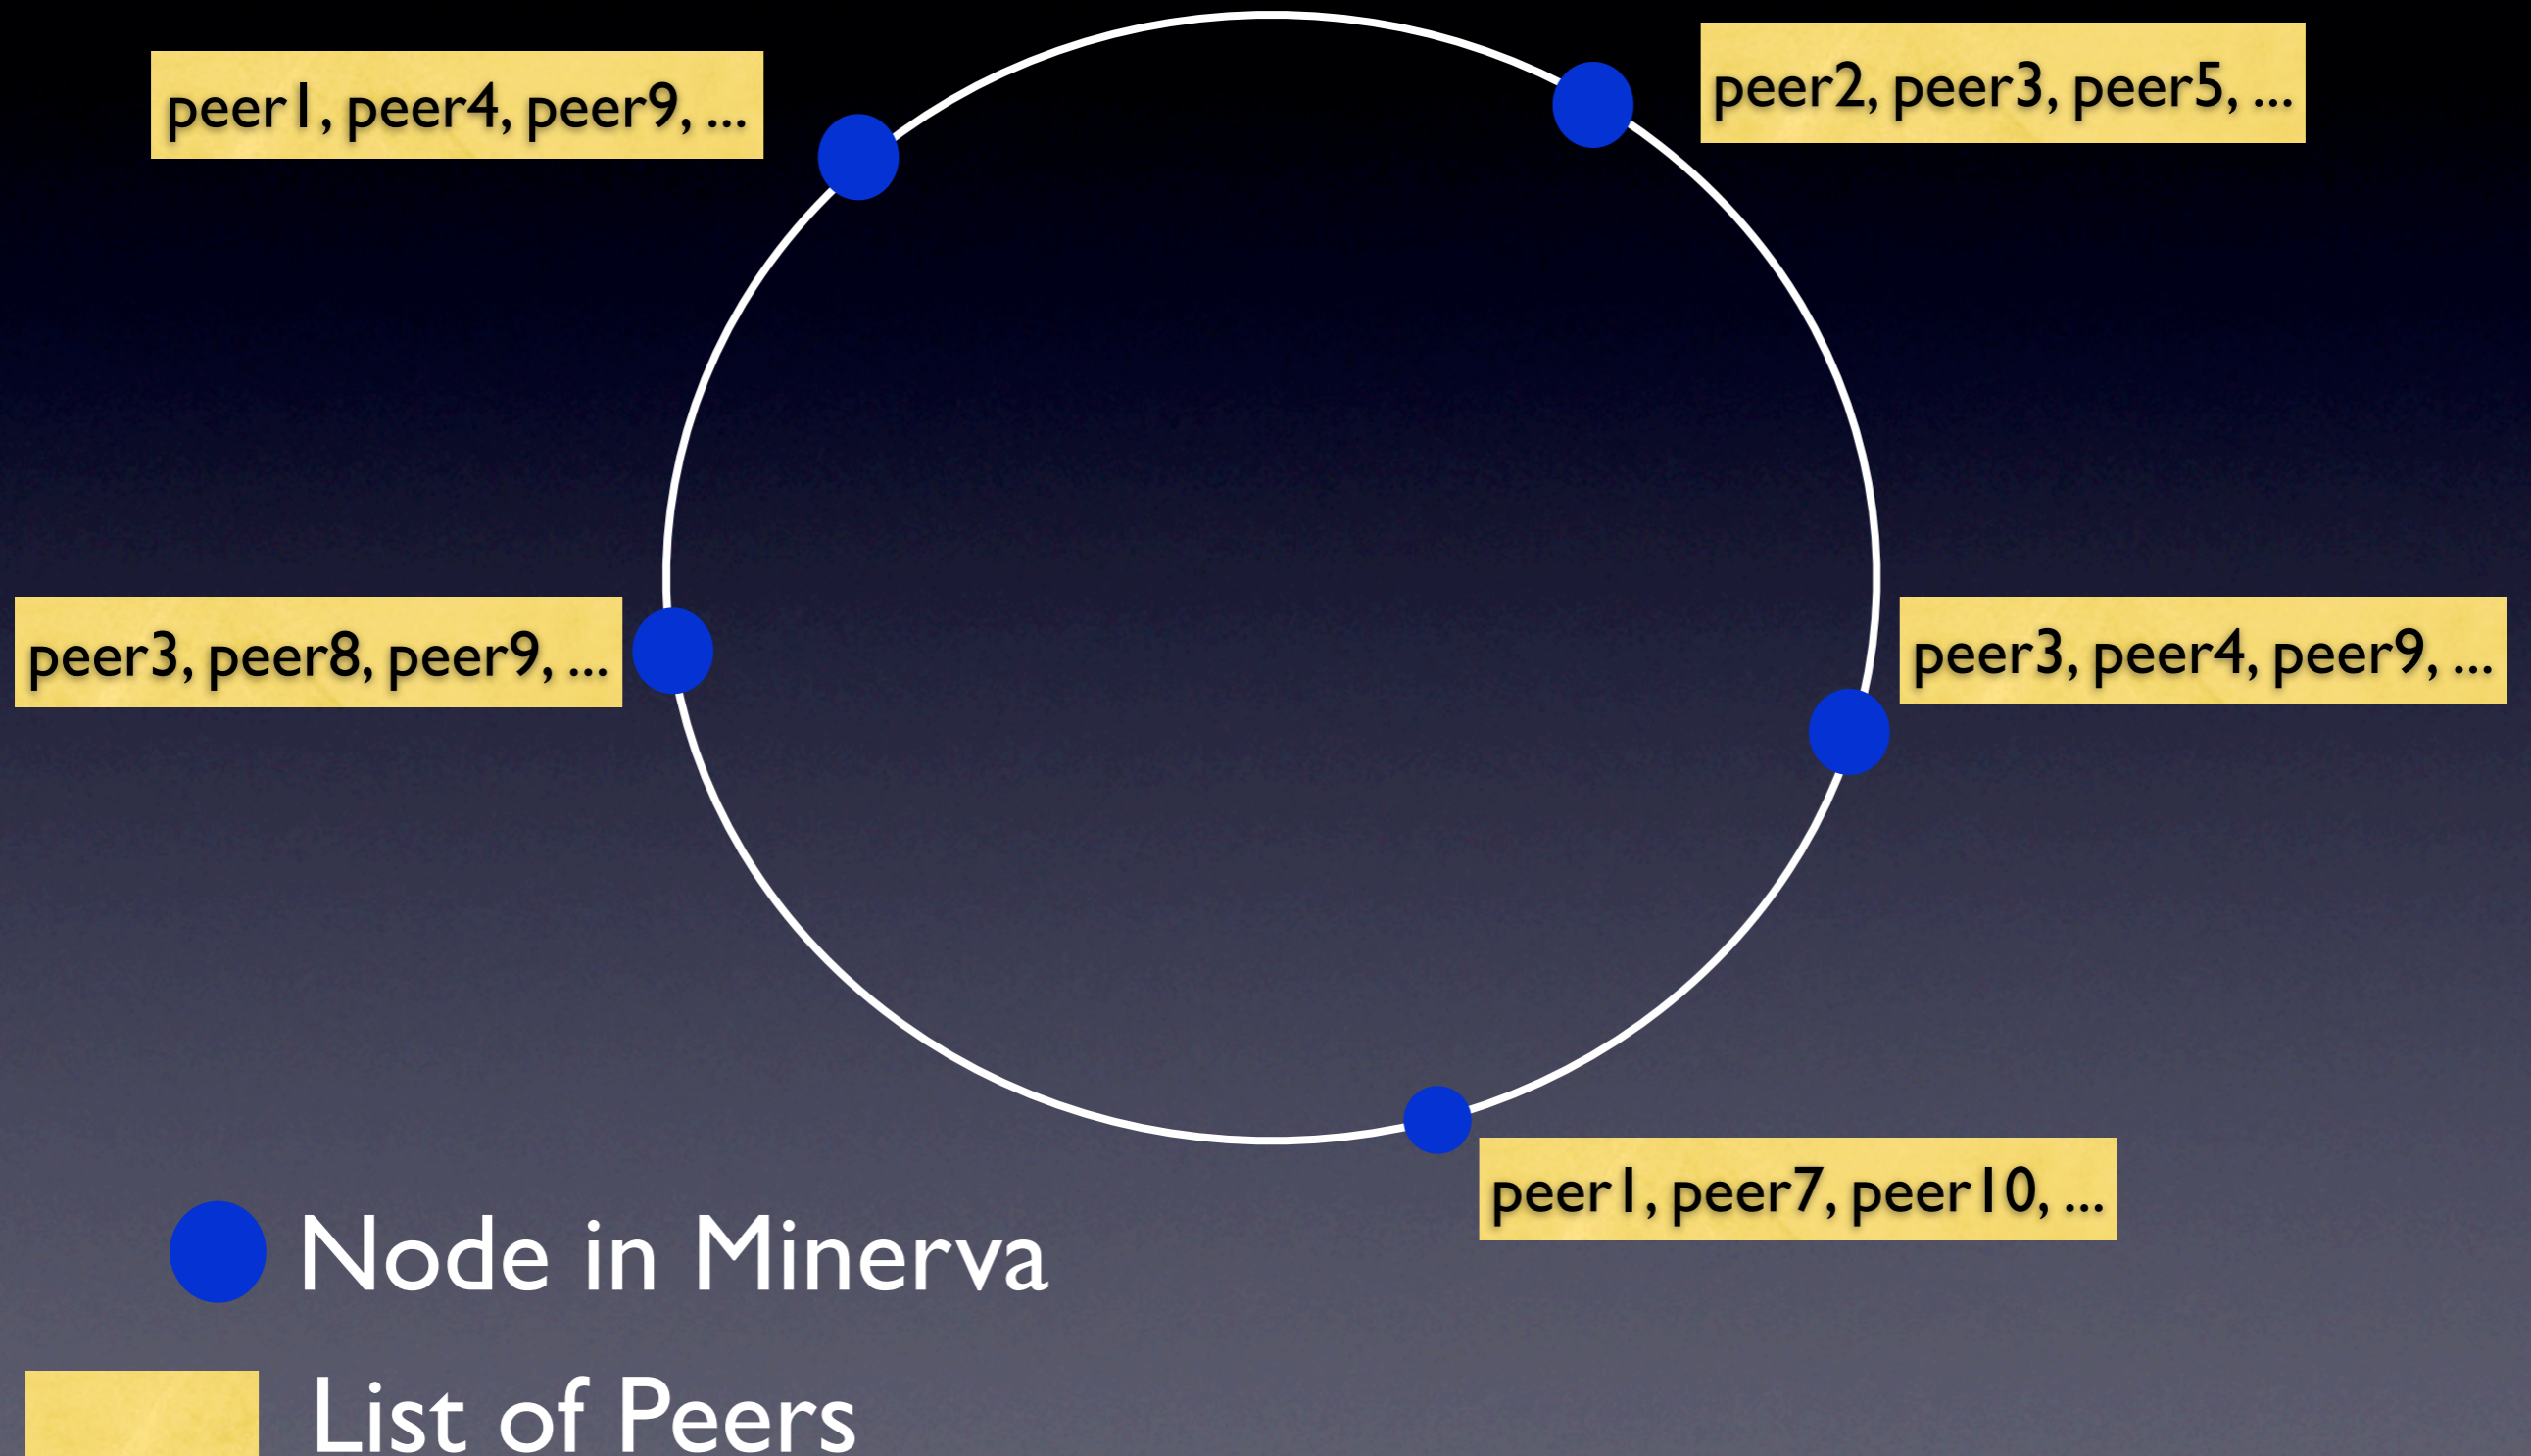 peer1, peer4, peer9, ...
peer2, peer3, peer5, ...
peer3, peer8, peer9, ...
peer3, peer4, peer9, ...
peer1, peer7, peer10, ...
Node in Minerva
List of Peers